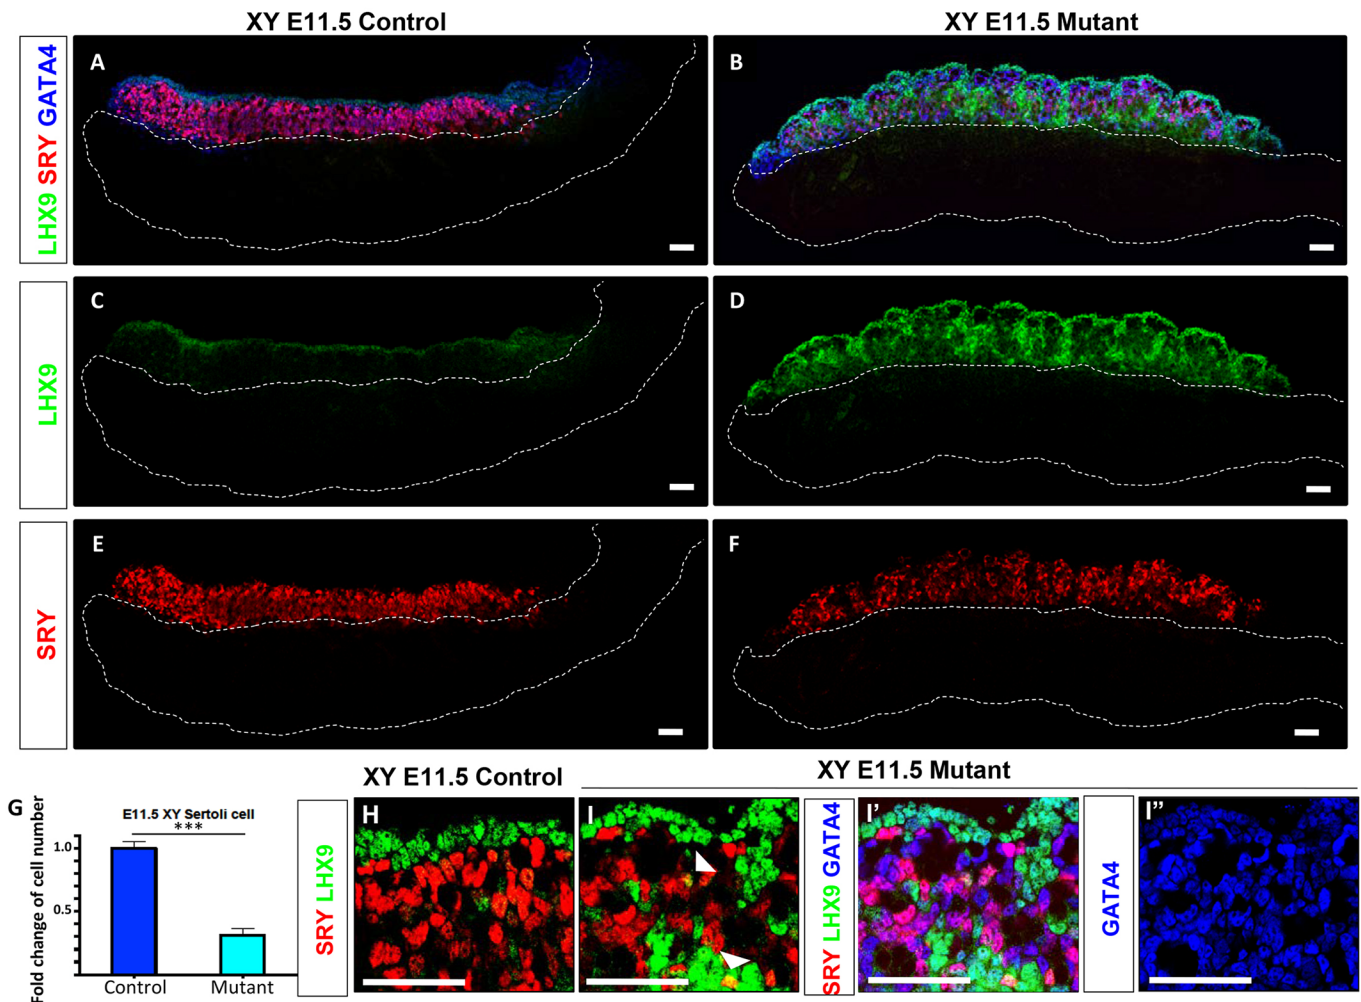 XY E11.5 Control
XY E11.5 Mutant
LHX9 SRY GATA4
A
B
LHX9
C
D
SRY
E
F
XY E11.5 Control
XY E11.5 Mutant
G
Fold change of cell number
E11.5 XY Sertoli cell
***
1.0
0.5
Control
Mutant
SRY LHX9
H
I
SRY LHX9 GATA4
I'
GATA4
I"